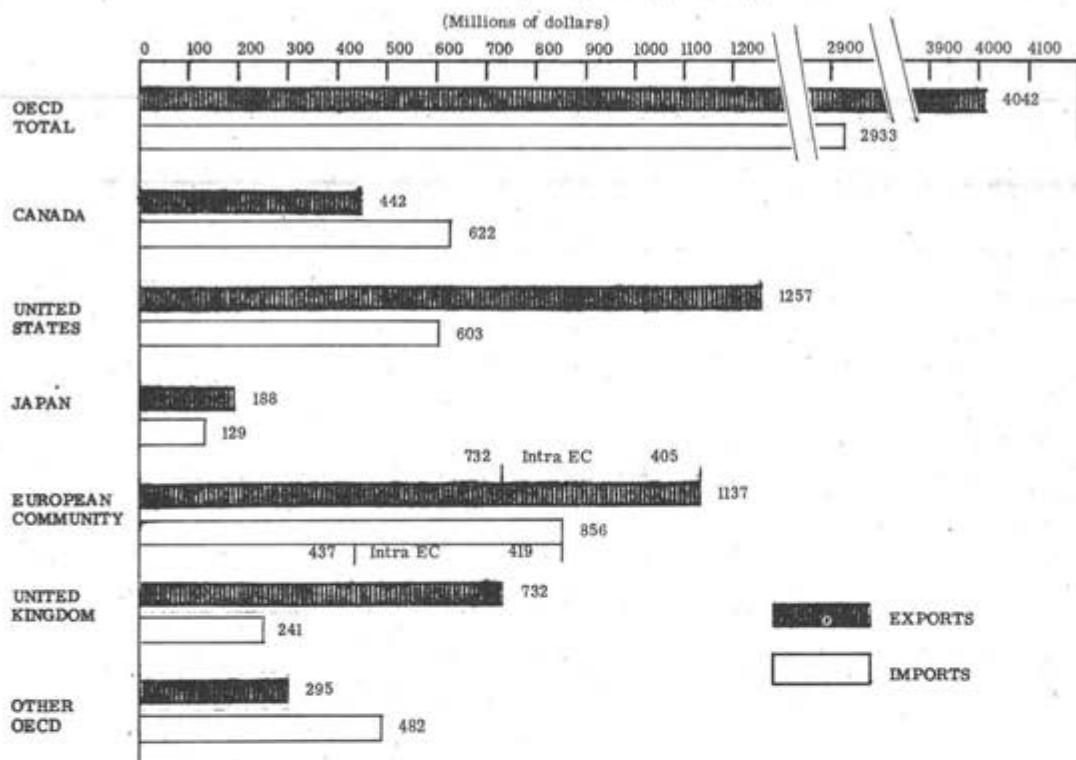 (Millions of dollars)
0 100 200 300 400 500 600 700 800 900 1000 1100 1200 2900 3900 4000 4100
OECD
TOTAL
4042
2933
CANADA
442
622
UNITED
STATES
1257
603
JAPAN
188
129
732 Intra EC 405
EUROPEAN
COMMUNITY
1137
856
437 Intra EC 419
UNITED
KINGDOM
732
241
EXPORTS
IMPORTS
OTHER
OECD
295
482